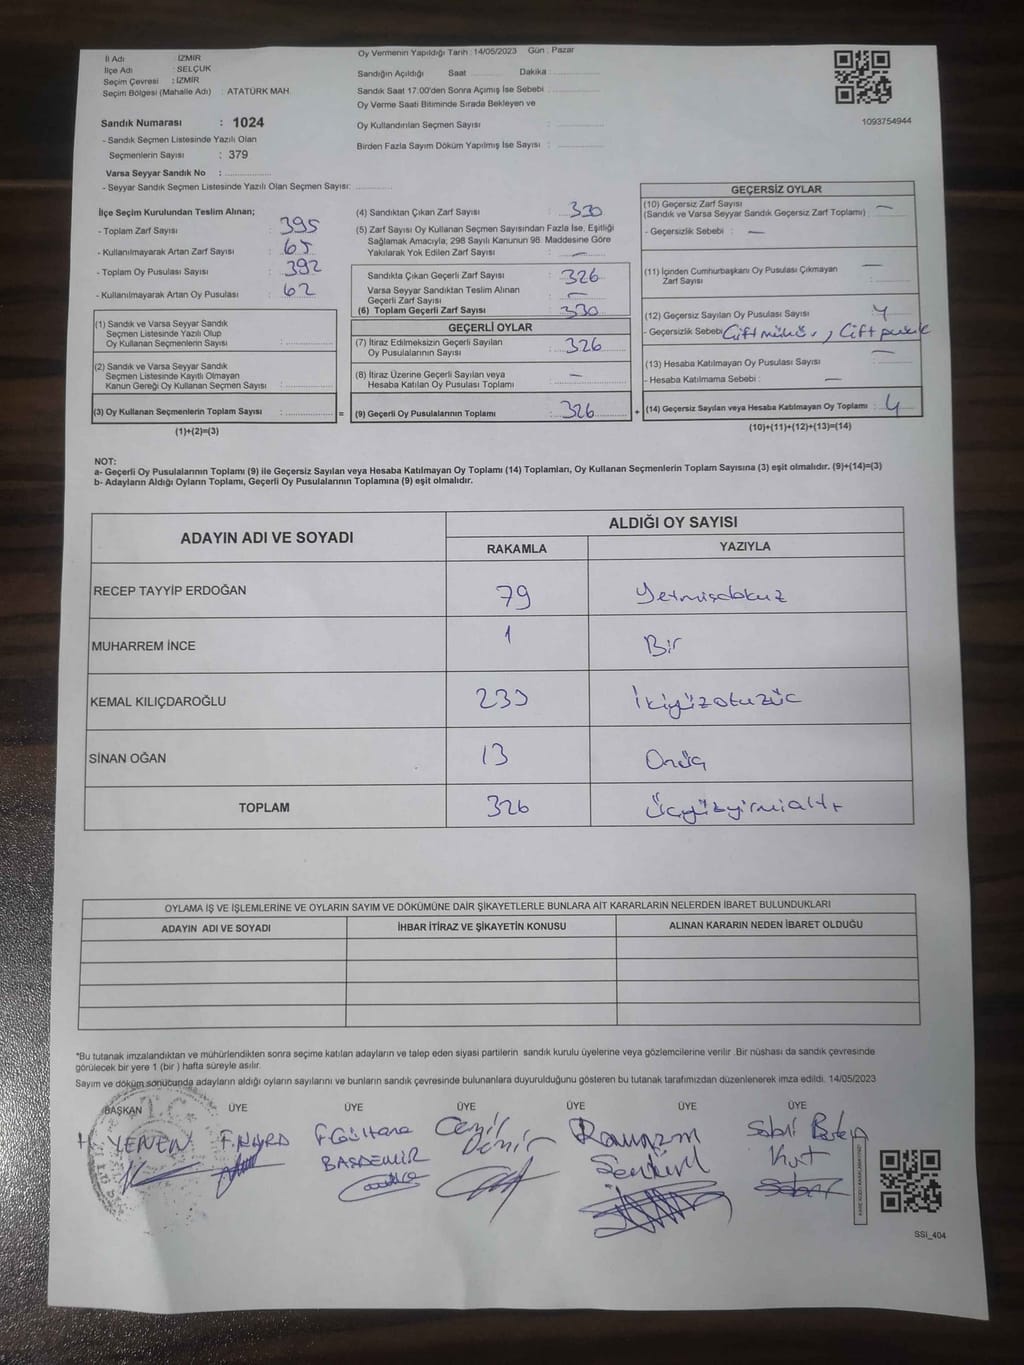 İl Adı : İZMİR
İlçe Adı : SELÇUK
Seçim Çevresi : İZMİR
Seçim Bölgesi (Mahalle Adı) : ATATÜRK MAH.
Sandık Numarası : 1024
- Sandık Seçmen Listesinde Yazılı Olan
Seçmenlerin Sayısı : 379
Varsa Seyyar Sandık No :
- Seyyar Sandık Seçmen Listesinde Yazılı Olan Seçmen Sayısı:
Oy Vermenin Yapıldığı Tarih : 14/05/2023 Gün : Pazar
Sandığın Açıldığı Saat Dakika :
Sandık Saat 17:00'den Sonra Açımış İse Sebebi :
Oy Verme Saati Bitiminde Sırada Bekleyen ve
Oy Kullandırılan Seçmen Sayısı :
Birden Fazla Sayım Döküm Yapılmış İse Sayısı :
1093754944
İlçe Seçim Kurulundan Teslim Alınan;
- Toplam Zarf Sayısı : 395
- Kullanılmayarak Artan Zarf Sayısı : 65
- Toplam Oy Pusulası Sayısı : 392
- Kullanılmayarak Artan Oy Pusulası : 62
(1) Sandık ve Varsa Seyyar Sandık
Seçmen Listesinde Yazılı Olup
Oy Kullanan Seçmenlerin Sayısı :
(2) Sandık ve Varsa Seyyar Sandık
Seçmen Listesinde Kayıtlı Olmayan
Kanun Gereği Oy Kullanan Seçmen Sayısı :
(3) Oy Kullanan Seçmenlerin Toplam Sayısı :
(1)+(2)=(3)
(4) Sandıktan Çıkan Zarf Sayısı : 330
(5) Zarf Sayısı Oy Kullanan Seçmen Sayısından Fazla İse, Eşitliği
Sağlamak Amacıyla; 298 Sayılı Kanunun 98. Maddesine Göre
Yakılarak Yok Edilen Zarf Sayısı : —
Sandıkta Çıkan Geçerli Zarf Sayısı : 326
Varsa Seyyar Sandıktan Teslim Alınan
Geçerli Zarf Sayısı : —
(6) Toplam Geçerli Zarf Sayısı : 330
GEÇERLİ OYLAR
(7) İtiraz Edilmeksizin Geçerli Sayılan
Oy Pusulalarının Sayısı : 326
(8) İtiraz Üzerine Geçerli Sayılan veya
Hesaba Katılan Oy Pusulası Toplamı : —
= (9) Geçerli Oy Pusulalarının Toplamı : 326 +
GEÇERSİZ OYLAR
(10) Geçersiz Zarf Sayısı : —
(Sandık ve Varsa Seyyar Sandık Geçersiz Zarf Toplamı)
- Geçersizlik Sebebi : —
(11) İçinden Cumhurbaşkanı Oy Pusulası Çıkmayan —
Zarf Sayısı :
(12) Geçersiz Sayılan Oy Pusulası Sayısı : 4
- Geçersizlik Sebebi Çift mühür, Çift pusula
(13) Hesaba Katılmayan Oy Pusulası Sayısı : —
- Hesaba Katılmama Sebebi : —
(14) Geçersiz Sayılan veya Hesaba Katılmayan Oy Toplamı : 4
(10)+(11)+(12)+(13)=(14)
NOT:
a- Geçerli Oy Pusulalarının Toplamı (9) ile Geçersiz Sayılan veya Hesaba Katılmayan Oy Toplamı (14) Toplamları, Oy Kullanan Seçmenlerin Toplam Sayısına (3) eşit olmalıdır. (9)+(14)=(3)
b- Adayların Aldığı Oyların Toplamı, Geçerli Oy Pusulalarının Toplamına (9) eşit olmalıdır.
ADAYIN ADI VE SOYADI ALDIĞI OY SAYISI
RAKAMLA YAZIYLA
RECEP TAYYİP ERDOĞAN 79 Yetmişdokuz
MUHARREM İNCE 1 Bir
KEMAL KILIÇDAROĞLU 233 İkiyüzotuzüç
SİNAN OĞAN 13 Onüç
TOPLAM 326 Üçyüzyirmialtı
OYLAMA İŞ VE İŞLEMLERİNE VE OYLARIN SAYIM VE DÖKÜMÜNE DAİR ŞİKAYETLERLE BUNLARA AİT KARARLARIN NELERDEN İBARET BULUNDUKLARI
ADAYIN ADI VE SOYADI İHBAR İTİRAZ VE ŞİKAYETİN KONUSU ALINAN KARARIN NEDEN İBARET OLDUĞU
*Bu tutanak imzalandıktan ve mühürlendikten sonra seçime katılan adayların ve talep eden siyasi partilerin sandık kurulu üyelerine veya gözlemcilerine verilir .Bir nüshası da sandık çevresinde
görülecek bir yere 1 (bir ) hafta süreyle asılır.
Sayım ve döküm sonucunda adayların aldığı oyların sayılarını ve bunların sandık çevresinde bulunanlara duyurulduğunu gösteren bu tutanak tarafımızdan düzenlenerek imza edildi. 14/05/2023
BAŞKAN ÜYE ÜYE ÜYE ÜYE ÜYE ÜYE
T.C.
H. YENEN Cemil Demir Ramazan Sabri
BAŞDEMİR Kurt
SSI_404